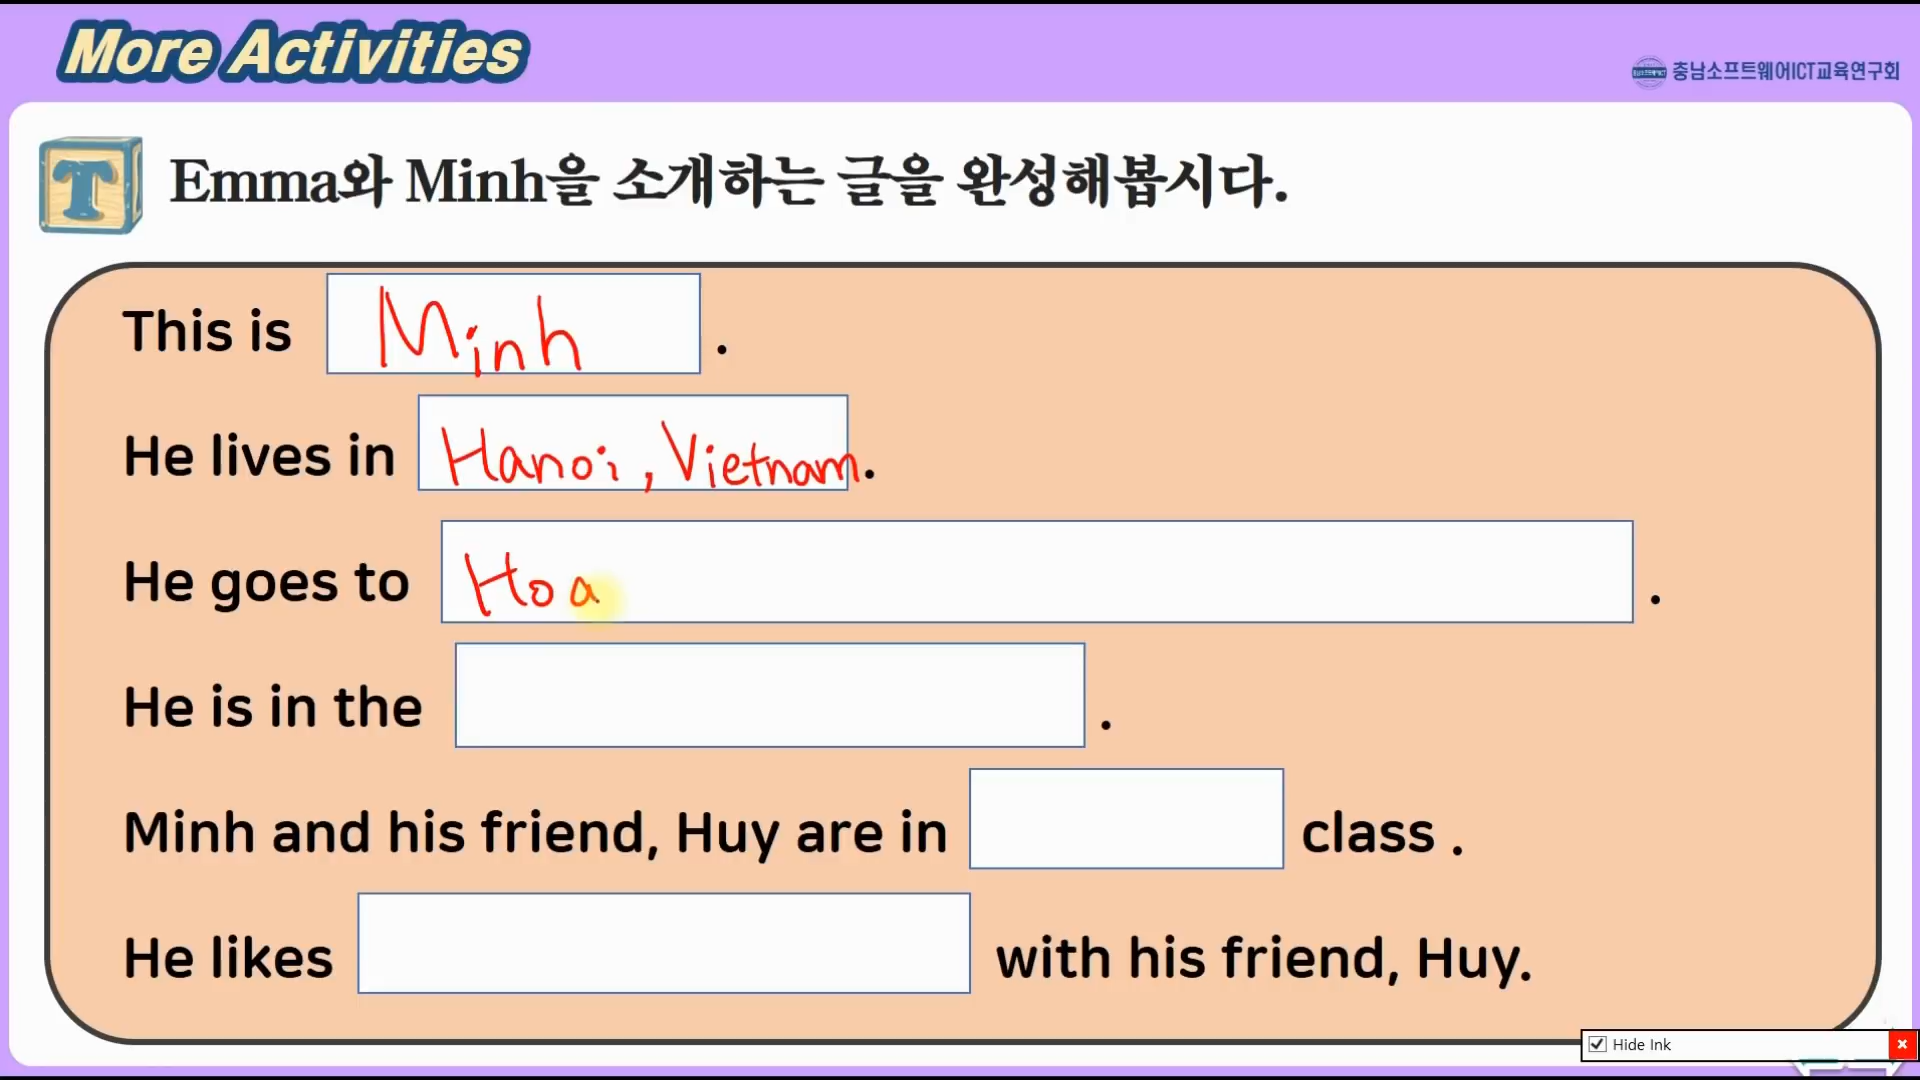 More Activities
충남소프트웨어ICT교육연구회
T Emma와 Minh을 소개하는 글을 완성해봅시다.
This is Minh .
He lives in Hanoi, Vietnam.
He goes to Hoa .
He is in the .
Minh and his friend, Huy are in class .
He likes with his friend, Huy.
Hide Ink